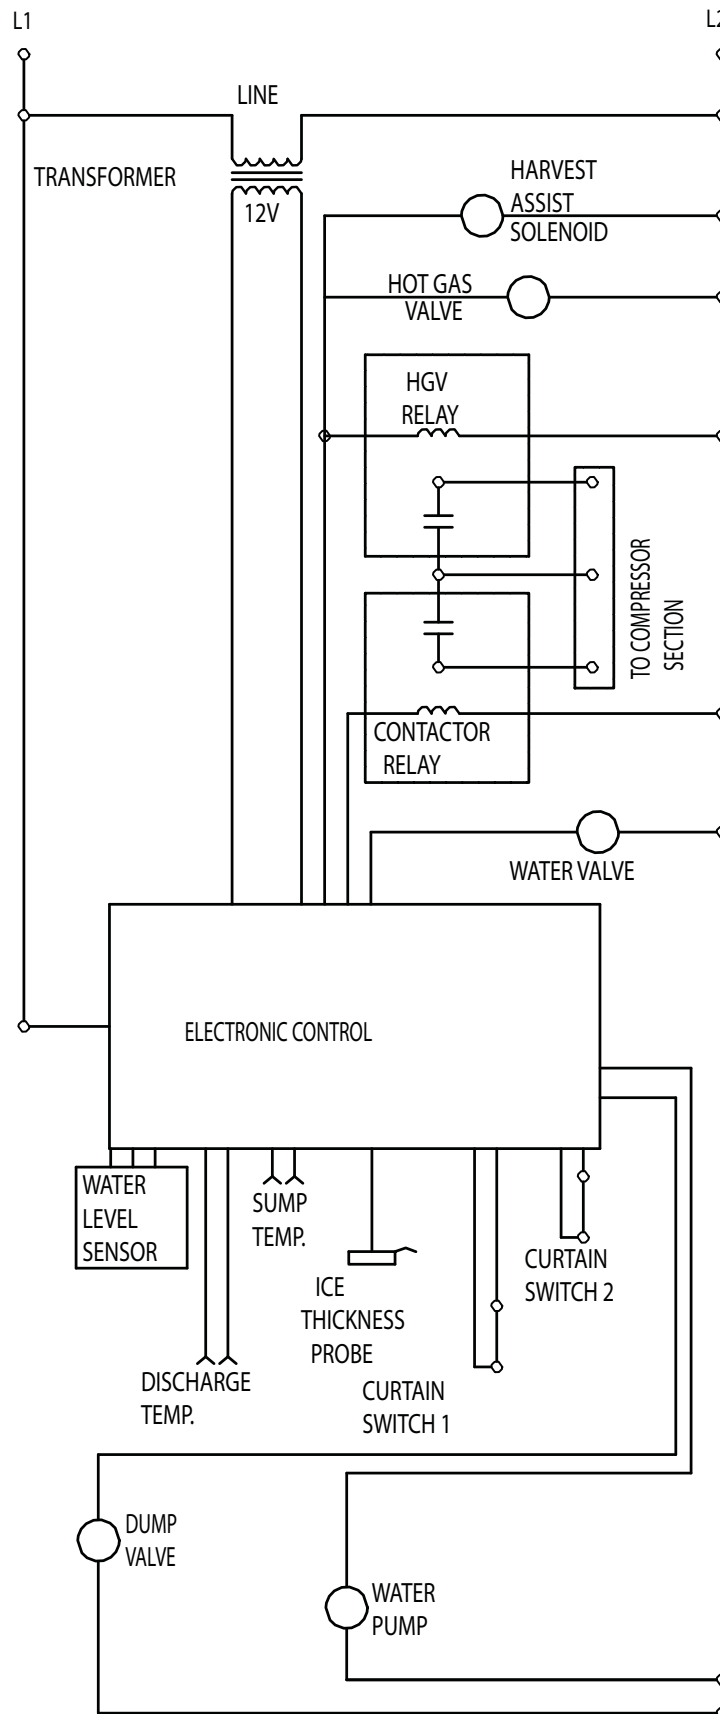 L1
L2
LINE
TRANSFORMER
12V
HARVEST
ASSIST
SOLENOID
HOT GAS
VALVE
HGV
RELAY
TO COMPRESSOR
SECTION
CONTACTOR
RELAY
WATER VALVE
ELECTRONIC CONTROL
WATER
LEVEL
SENSOR
SUMP
TEMP.
ICE
THICKNESS
PROBE
CURTAIN
SWITCH 2
DISCHARGE
TEMP.
CURTAIN
SWITCH 1
DUMP
VALVE
WATER
PUMP